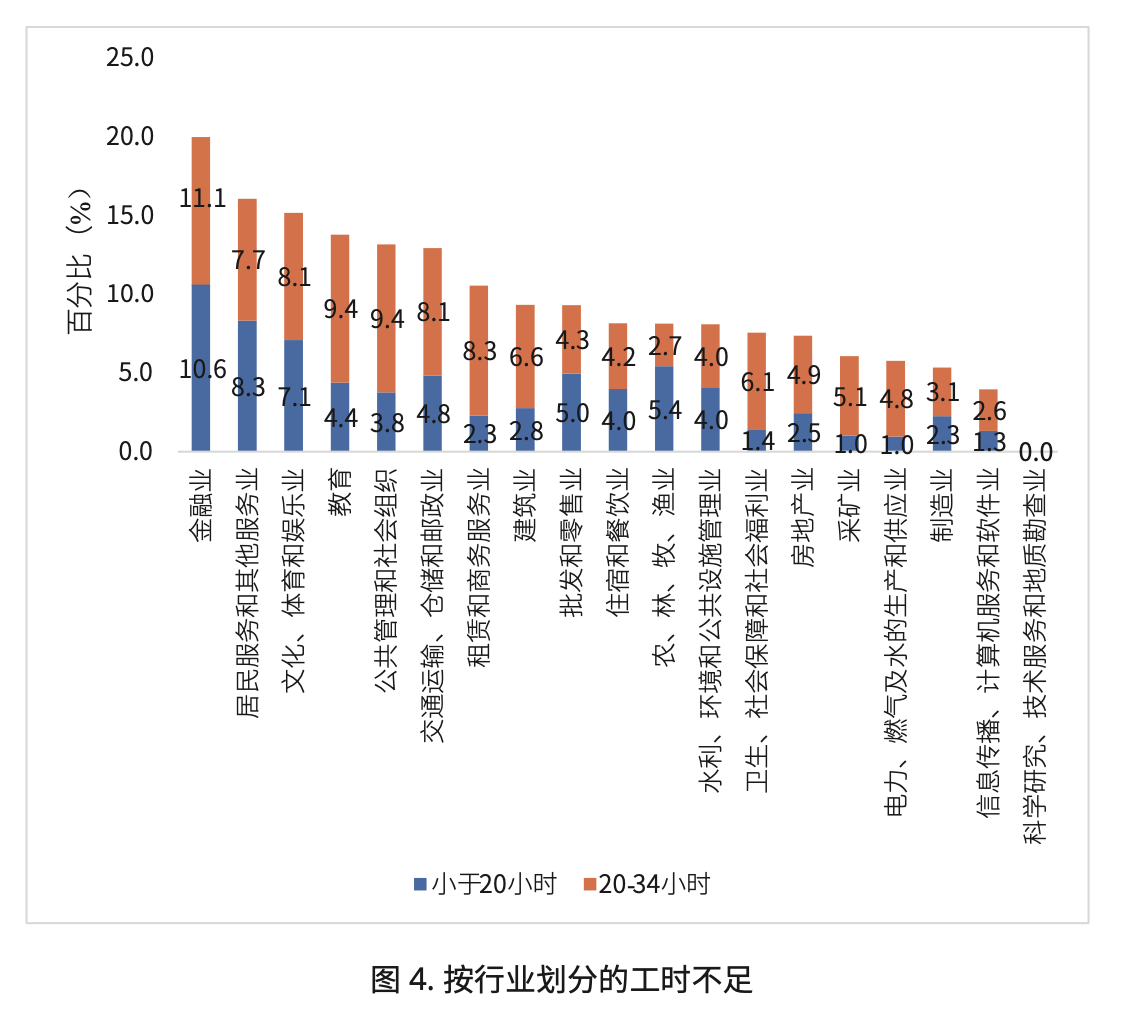 25.0
20.0
15.0
10.0
5.0
0.0
百分比（%）
11.1
7.7
8.1
9.4
9.4
8.1
8.3
6.6
4.3
4.2
2.7
4.0
6.1
4.9
5.1
4.8
3.1
2.6
0.0
10.6
8.3
7.1
4.4
3.8
4.8
2.3
2.8
5.0
4.0
5.4
4.0
1.4
2.5
1.0
1.0
2.3
1.3
金融业
居民服务和其他服务业
文化、体育和娱乐业
教育
公共管理和社会组织
交通运输、仓储和邮政业
租赁和商务服务业
建筑业
批发和零售业
住宿和餐饮业
农、林、牧、渔业
水利、环境和公共设施管理业
卫生、社会保障和社会福利业
房地产业
采矿业
电力、燃气及水的生产和供应业
制造业
信息传播、计算机服务和软件业
科学研究、技术服务和地质勘查业
小于20小时
20-34小时
图 4. 按行业划分的工时不足